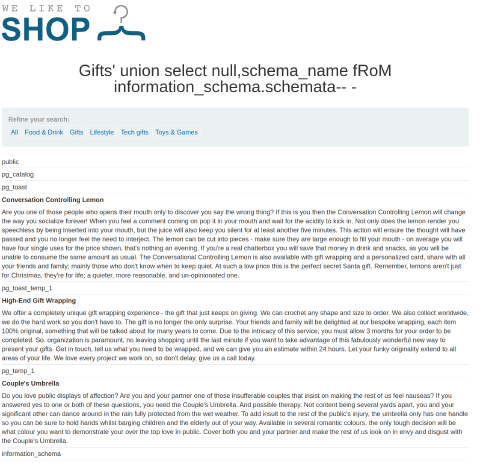 WE LIKE TO
SHOP
Gifts' union select null,schema_name fRoM
information_schema.schemata-- -
Refine your search:
All Food & Drink Gifts Lifestyle Tech gifts Toys & Games
public
pg_catalog
pg_toast
Conversation Controlling Lemon
Are you one of those people who opens their mouth only to discover you say the wrong thing? If this is you then the Conversation Controlling Lemon will change
the way you socialize forever! When you feel a comment coming on pop it in your mouth and wait for the acidity to kick in. Not only does the lemon render you
speechless by being inserted into your mouth, but the juice will also keep you silent for at least another five minutes. This action will ensure the thought will have
passed and you no longer feel the need to interject. The lemon can be cut into pieces - make sure they are large enough to fill your mouth - on average you will
have four single uses for the price shown, that's nothing an evening. If you're a real chatterbox you will save that money in drink and snacks, as you will be
unable to consume the same amount as usual. The Conversational Controlling Lemon is also available with gift wrapping and a personalized card, share with all
your friends and family; mainly those who don't know when to keep quiet. At such a low price this is the perfect secret Santa gift. Remember, lemons aren't just
for Christmas, they're for life; a quieter, more reasonable, and un-opinionated one.
pg_toast_temp_1
High-End Gift Wrapping
We offer a completely unique gift wrapping experience - the gift that just keeps on giving. We can crochet any shape and size to order. We also collect worldwide,
we do the hard work so you don't have to. The gift is no longer the only surprise. Your friends and family will be delighted at our bespoke wrapping, each item
100% original, something that will be talked about for many years to come. Due to the intricacy of this service, you must allow 3 months for your order to be
completed. So. organization is paramount, no leaving shopping until the last minute if you want to take advantage of this fabulously wonderful new way to
present your gifts. Get in touch, tell us what you need to be wrapped, and we can give you an estimate within 24 hours. Let your funky originality extend to all
areas of your life. We love every project we work on, so don't delay, give us a call today.
pg_temp_1
Couple's Umbrella
Do you love public displays of affection? Are you and your partner one of those insufferable couples that insist on making the rest of us feel nauseas? If you
answered yes to one or both of these questions, you need the Couple's Umbrella. And possible therapy. Not content being several yards apart, you and your
significant other can dance around in the rain fully protected from the wet weather. To add insult to the rest of the public's injury, the umbrella only has one handle
so you can be sure to hold hands whilst barging children and the elderly out of your way. Available in several romantic colours, the only tough decision will be
what colour you want to demonstrate your over the top love in public. Cover both you and your partner and make the rest of us look on in envy and disgust with
the Couple's Umbrella.
information_schema